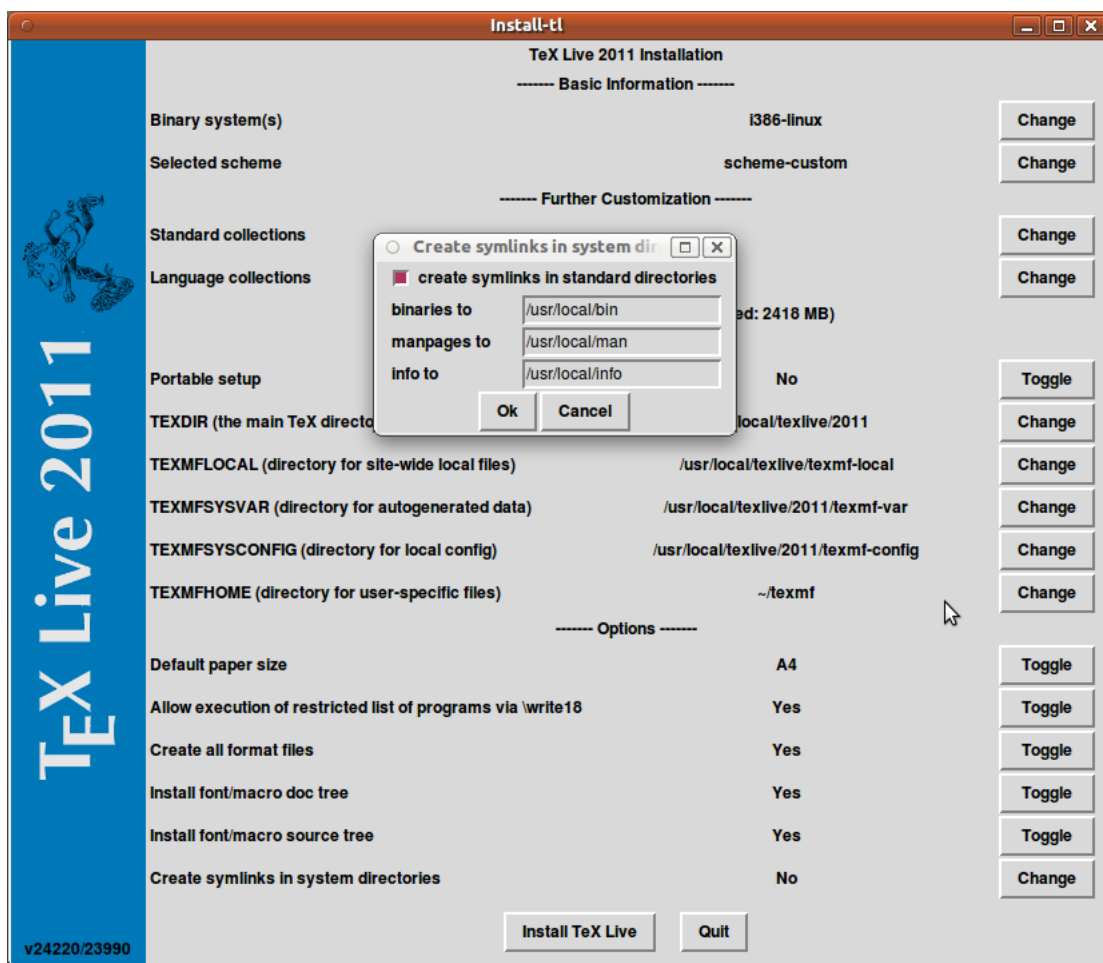 Install-tl
TeX Live 2011 Installation
------- Basic Information -------
Binary system(s) i386-linux Change
Selected scheme scheme-custom Change
------- Further Customization -------
Standard collections Change
Language collections Change
Create symlinks in system dir
create symlinks in standard directories
binaries to /usr/local/bin
manpages to /usr/local/man
info to /usr/local/info
Ok Cancel
ed: 2418 MB)
Portable setup No Toggle
TEXDIR (the main TeX directo local/texlive/2011 Change
TEXMFLOCAL (directory for site-wide local files) /usr/local/texlive/texmf-local Change
TEXMFSYSVAR (directory for autogenerated data) /usr/local/texlive/2011/texmf-var Change
TEXMFSYSCONFIG (directory for local config) /usr/local/texlive/2011/texmf-config Change
TEXMFHOME (directory for user-specific files) ~/texmf Change
------- Options -------
Default paper size A4 Toggle
Allow execution of restricted list of programs via \write18 Yes Toggle
Create all format files Yes Toggle
Install font/macro doc tree Yes Toggle
Install font/macro source tree Yes Toggle
Create symlinks in system directories No Change
Install TeX Live Quit
TEX Live 2011
v24220/23990